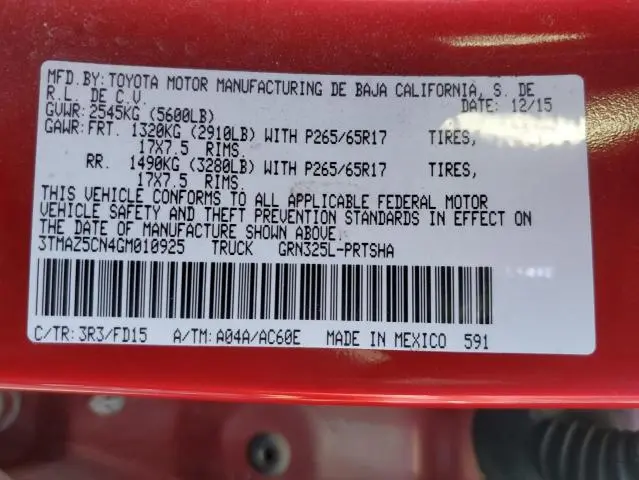 MFD.BY:TOYOTA MOTOR MANUFACTURING DE BAJA CALIFORNIA, S. DE
R.L. DE C.V. DATE: 12/15
GVWR:2545KG (5600LB)
GAWR:FRT. 1320KG (2910LB) WITH P265/65R17 TIRES,
17X7.5 RIMS.
RR. 1490KG (3280LB) WITH P265/65R17 TIRES,
17X7.5 RIMS.
THIS VEHICLE CONFORMS TO ALL APPLICABLE FEDERAL MOTOR
VEHICLE SAFETY AND THEFT PREVENTION STANDARDS IN EFFECT ON
THE DATE OF MANUFACTURE SHOWN ABOVE.
3TMAZ5CN4GM010925 TRUCK GRN325L-PRTSHA
C/TR:3R3/FD15 A/TM:A04A/AC60E MADE IN MEXICO 591